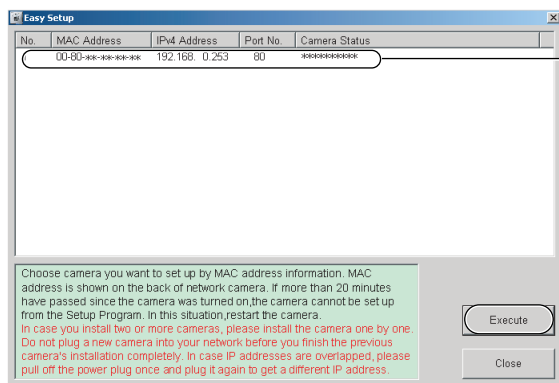 Easy Setup
No. MAC Address IPv4 Address Port No. Camera Status
00-80-**-**-**-** 192.168. 0.253 80 ***********
Choose camera you want to set up by MAC address information. MAC
address is shown on the back of network camera. If more than 20 minutes
have passed since the camera was turned on,the camera cannot be set up
from the Setup Program. In this situation,restart the camera.
In case you install two or more cameras, please install the camera one by one.
Do not plug a new camera into your network before you finish the previous
camera's installation completely. In case IP addresses are overlapped, please
pull off the power plug once and plug it again to get a different IP address.
Execute
Close